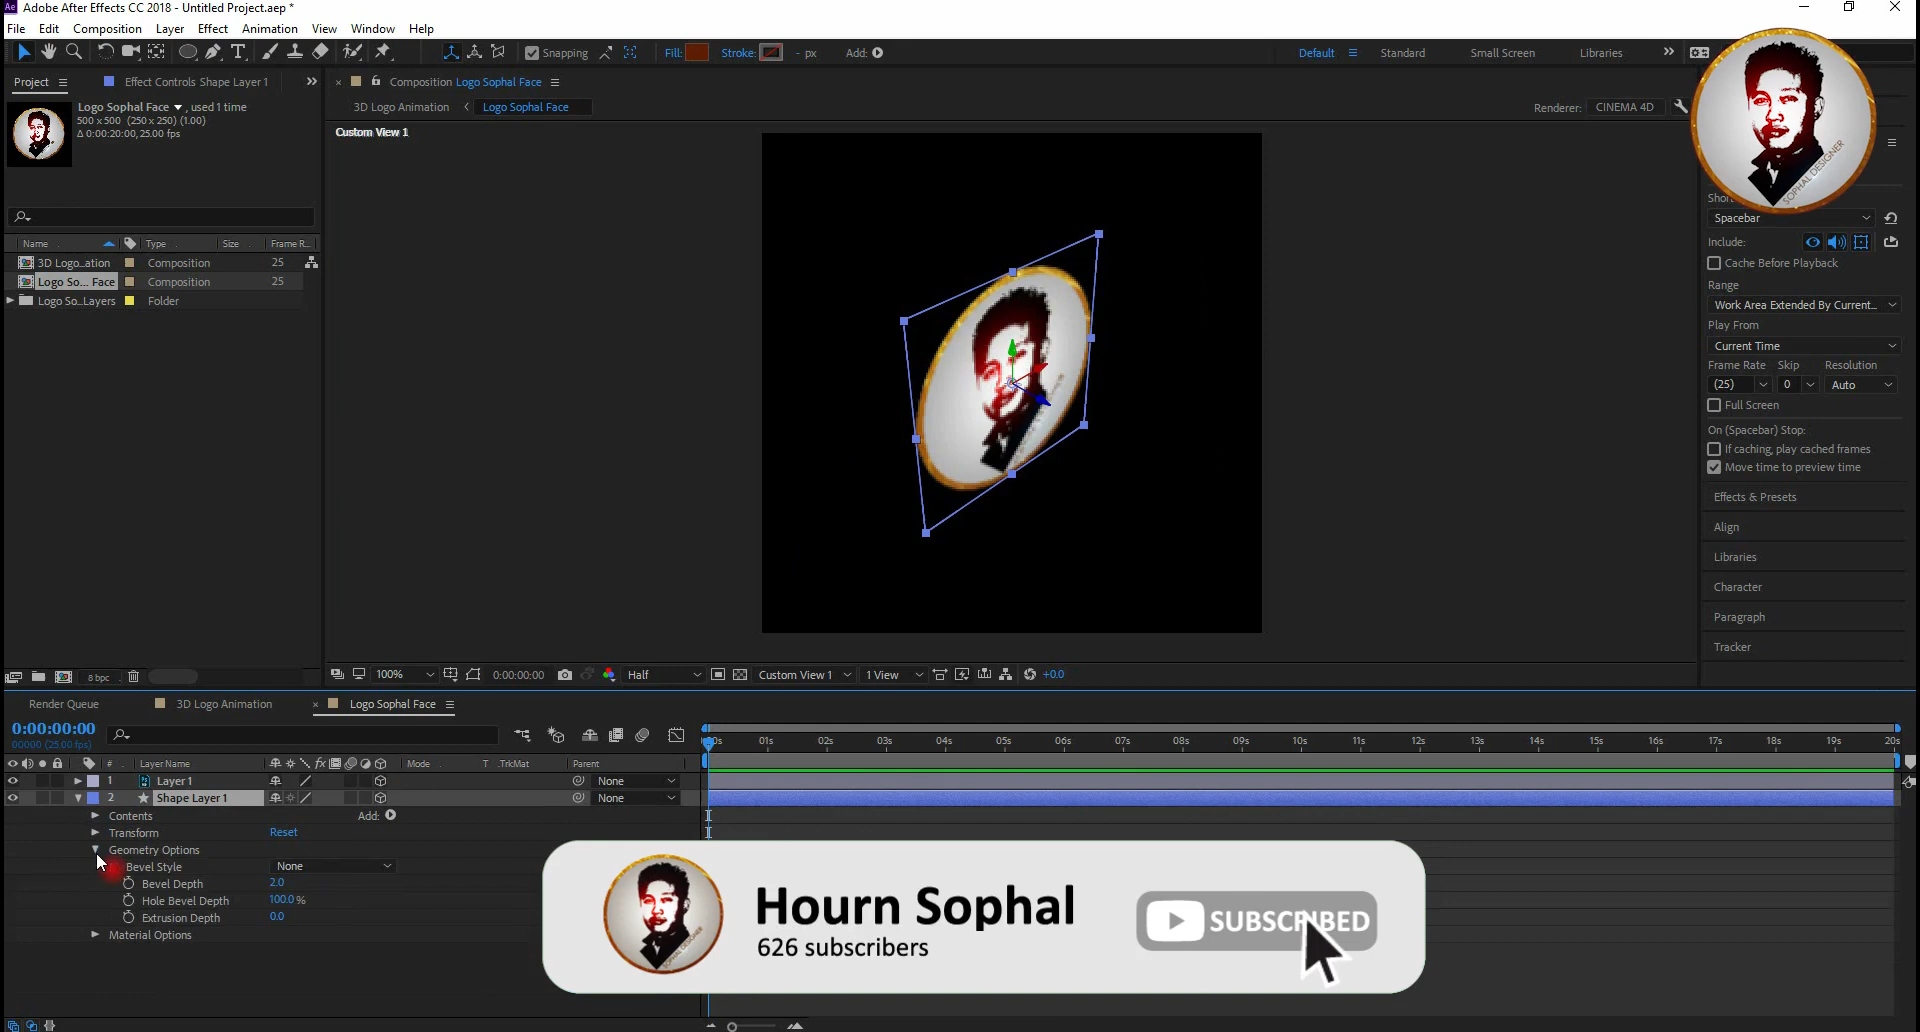 Ae Adobe After Effects CC 2018 - Untitled Project.aep *
File Edit Composition Layer Effect Animation View Window Help
Snapping Fill: Stroke: - px Add: Default Standard Small Screen Libraries
Project Effect Controls Shape Layer 1 Composition Logo Sophal Face
Logo Sophal Face , used 1 time
500 x 500 (250 x 250) (1.00)
Δ 0:00:20:00, 25.00 fps
3D Logo Animation Logo Sophal Face Renderer: CINEMA 4D
Custom View 1
SOPHAL DESIGNER
Spacebar
Include:
Cache Before Playback
Range
Work Area Extended By Current...
Play From
Current Time
Frame Rate Skip Resolution
(25) 0 Auto
Full Screen
On (Spacebar) Stop:
If caching, play cached frames
Move time to preview time
Effects & Presets
Align
Libraries
Character
Paragraph
Tracker
Name Type Size Frame R...
3D Logo...ation Composition 25
Logo So... Face Composition 25
Logo So...Layers Folder
8 bpc
100% 0:00:00:00 Half Custom View 1 1 View +0.0
Render Queue 3D Logo Animation Logo Sophal Face
0:00:00:00
00000 (25.00 fps)
# Layer Name Mode T .TrkMat Parent
01s 02s 03s 04s 05s 06s 07s 08s 09s 10s 11s 12s 13s 14s 15s 16s 17s 18s 19s 20s
1 Layer 1 None
2 Shape Layer 1 None
Contents Add:
Transform Reset
Geometry Options
Bevel Style None
Bevel Depth 2.0
Hole Bevel Depth 100.0 %
Extrusion Depth 0.0
Material Options
Hourn Sophal
626 subscribers
SUBSCRIBED